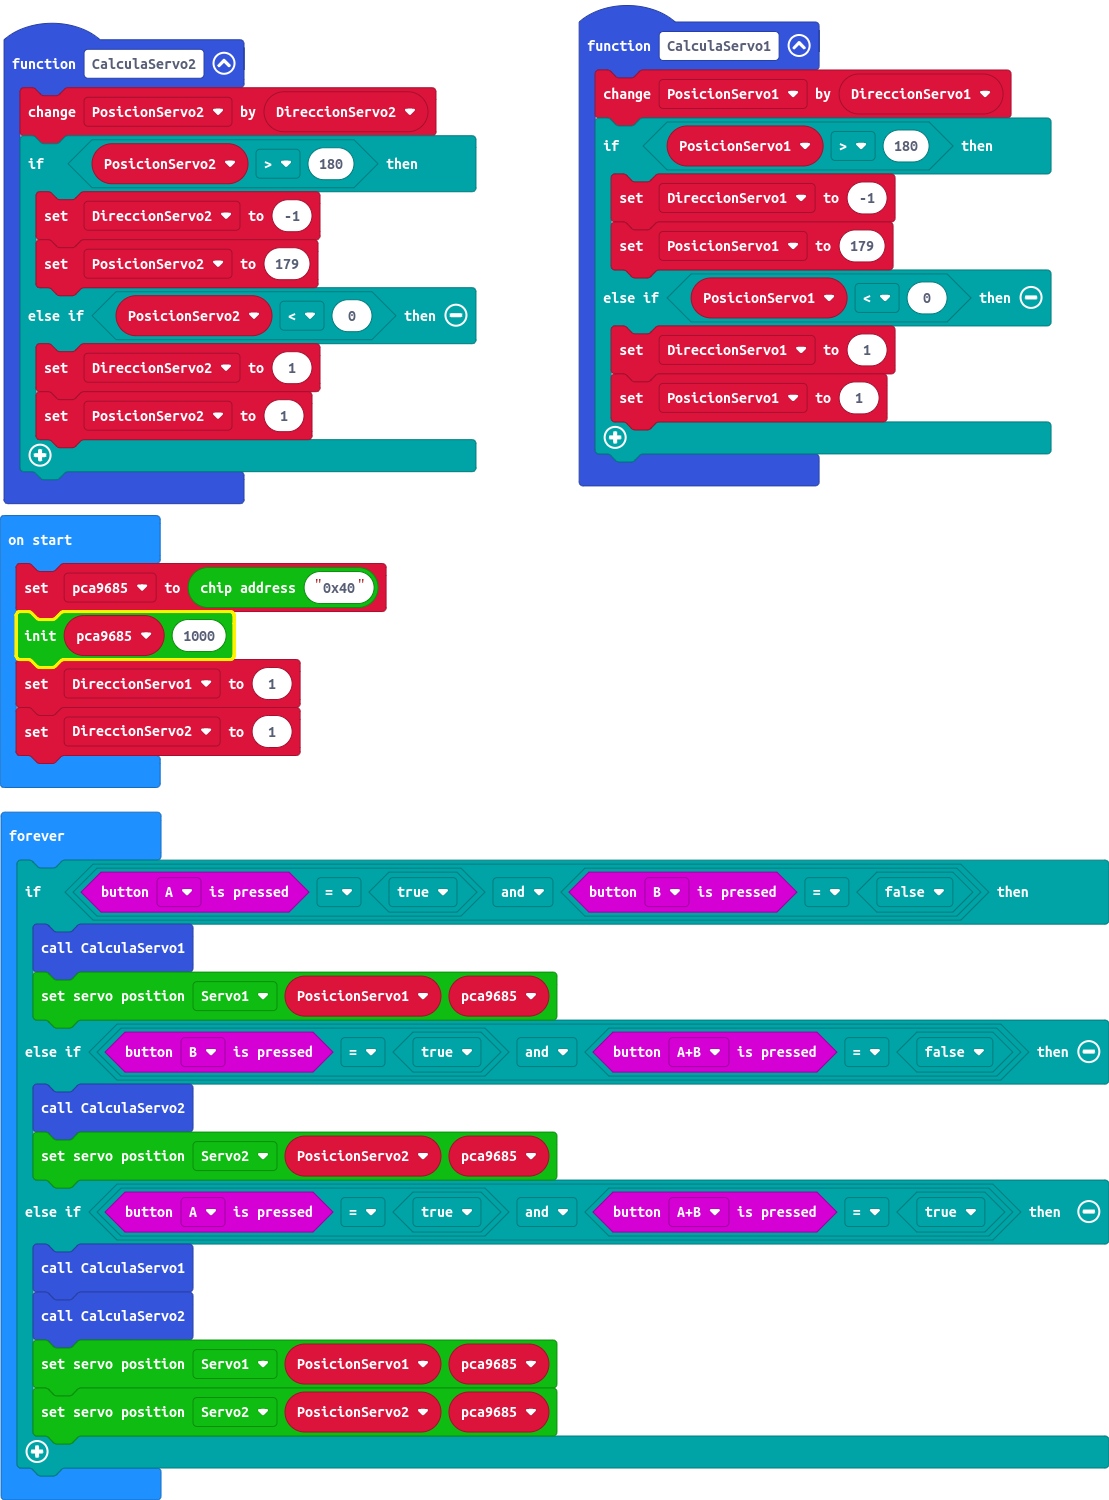 function CalculaServo2
change PosicionServo2 by DireccionServo2
if PosicionServo2 > 180 then
set DireccionServo2 to -1
set PosicionServo2 to 179
else if PosicionServo2 < 0 then
set DireccionServo2 to 1
set PosicionServo2 to 1
function CalculaServo1
change PosicionServo1 by DireccionServo1
if PosicionServo1 > 180 then
set DireccionServo1 to -1
set PosicionServo1 to 179
else if PosicionServo1 < 0 then
set DireccionServo1 to 1
set PosicionServo1 to 1
on start
set pca9685 to chip address "0x40"
init pca9685 1000
set DireccionServo1 to 1
set DireccionServo2 to 1
forever
if button A is pressed = true and button B is pressed = false then
call CalculaServo1
set servo position Servo1 PosicionServo1 pca9685
else if button B is pressed = true and button A+B is pressed = false then
call CalculaServo2
set servo position Servo2 PosicionServo2 pca9685
else if button A is pressed = true and button A+B is pressed = true then
call CalculaServo1
call CalculaServo2
set servo position Servo1 PosicionServo1 pca9685
set servo position Servo2 PosicionServo2 pca9685